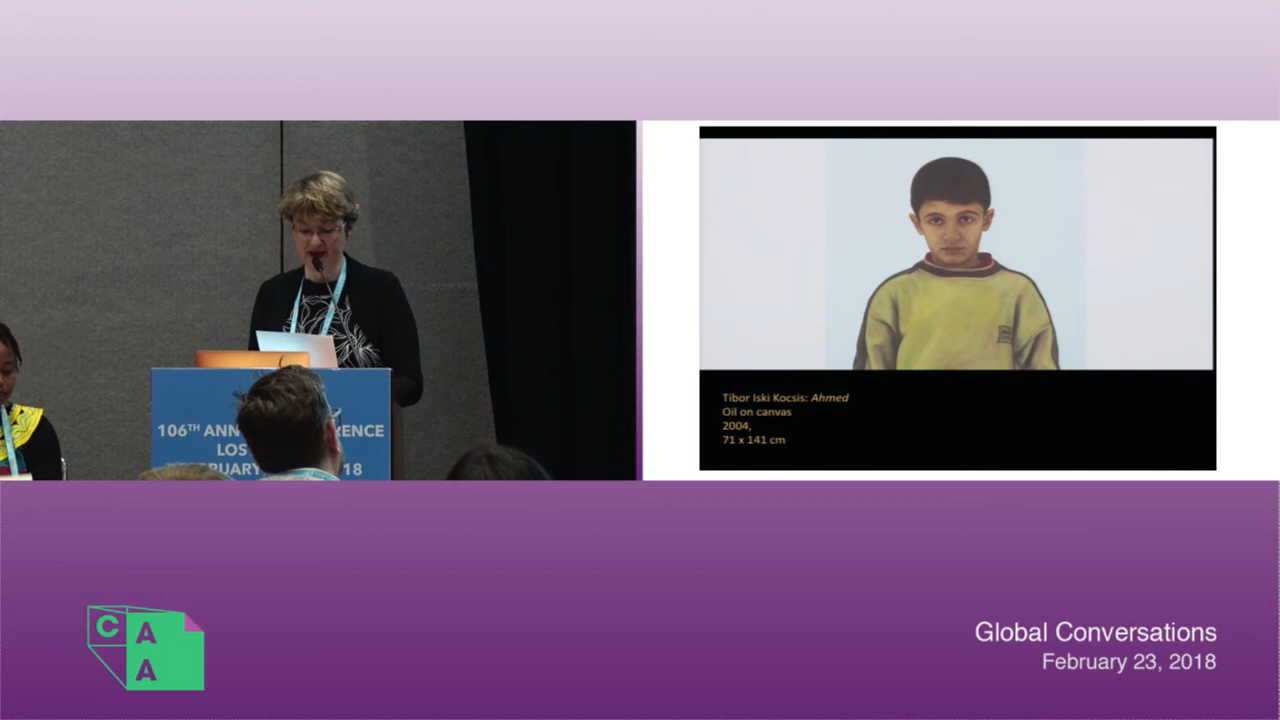 106TH ANN RENCE
LOS
18
Tibor Iski Kocsis: Ahmed
Oil on canvas
2004,
71 x 141 cm
C A
A
Global Conversations
February 23, 2018